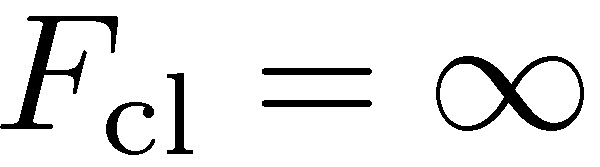 F_cl = ∞